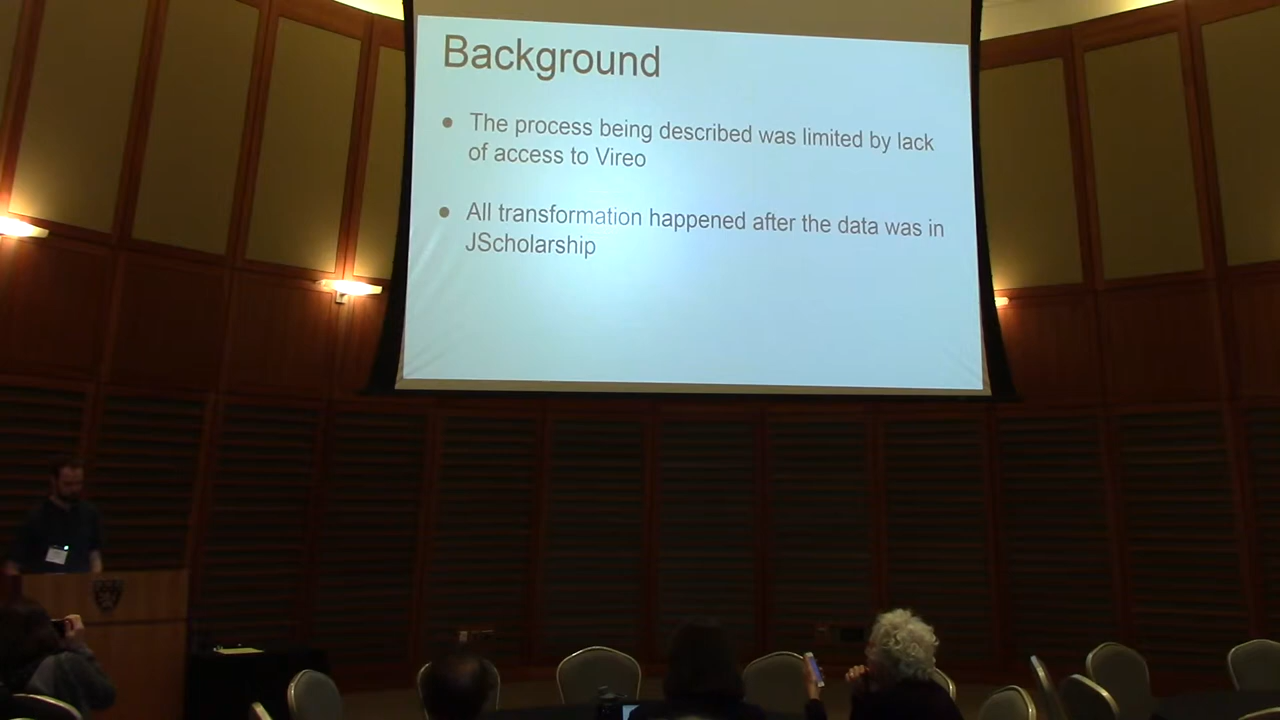 Background
● The process being described was limited by lack
of access to Vireo
● All transformation happened after the data was in
JScholarship